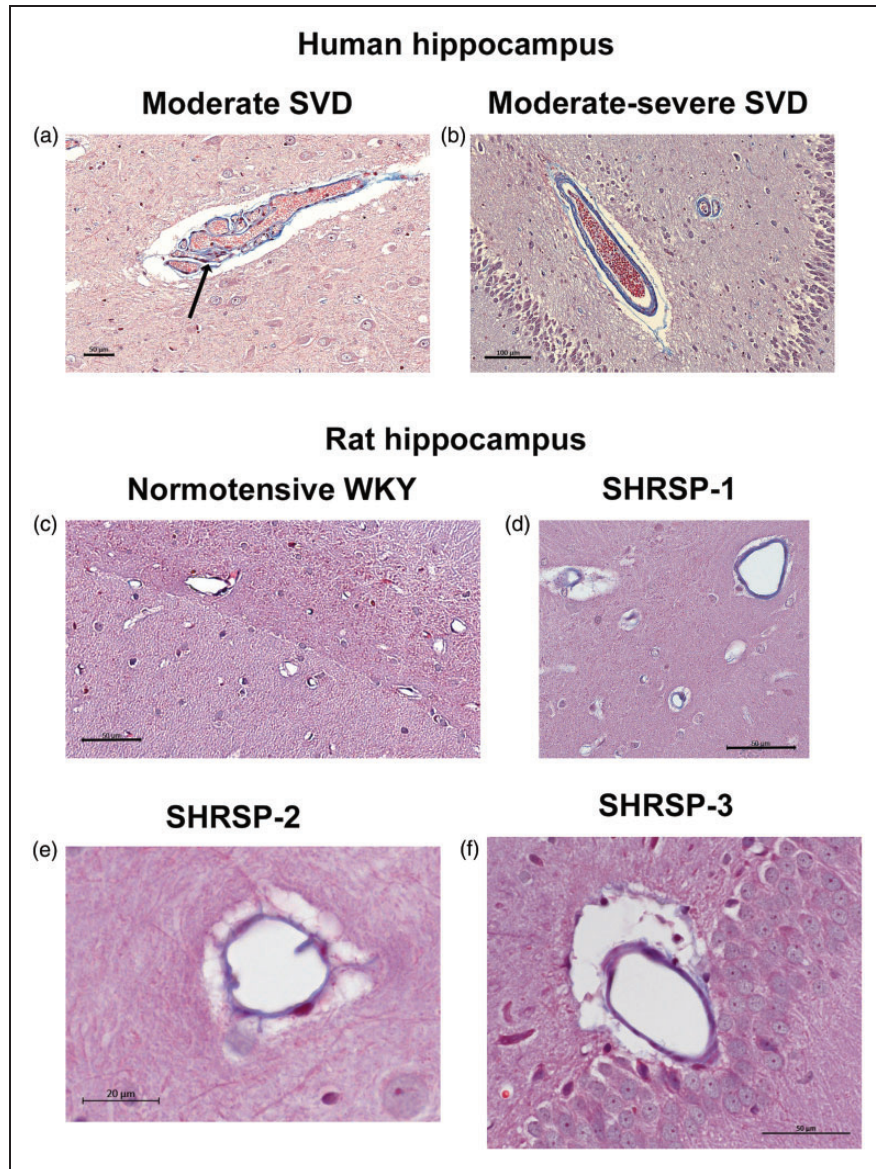 Human hippocampus
Moderate SVD
Moderate-severe SVD
(a)
(b)
50 µm
100 µm
Rat hippocampus
Normotensive WKY
SHRSP-1
(c)
(d)
50 µm
50 µm
SHRSP-2
SHRSP-3
(e)
(f)
20 µm
50 µm